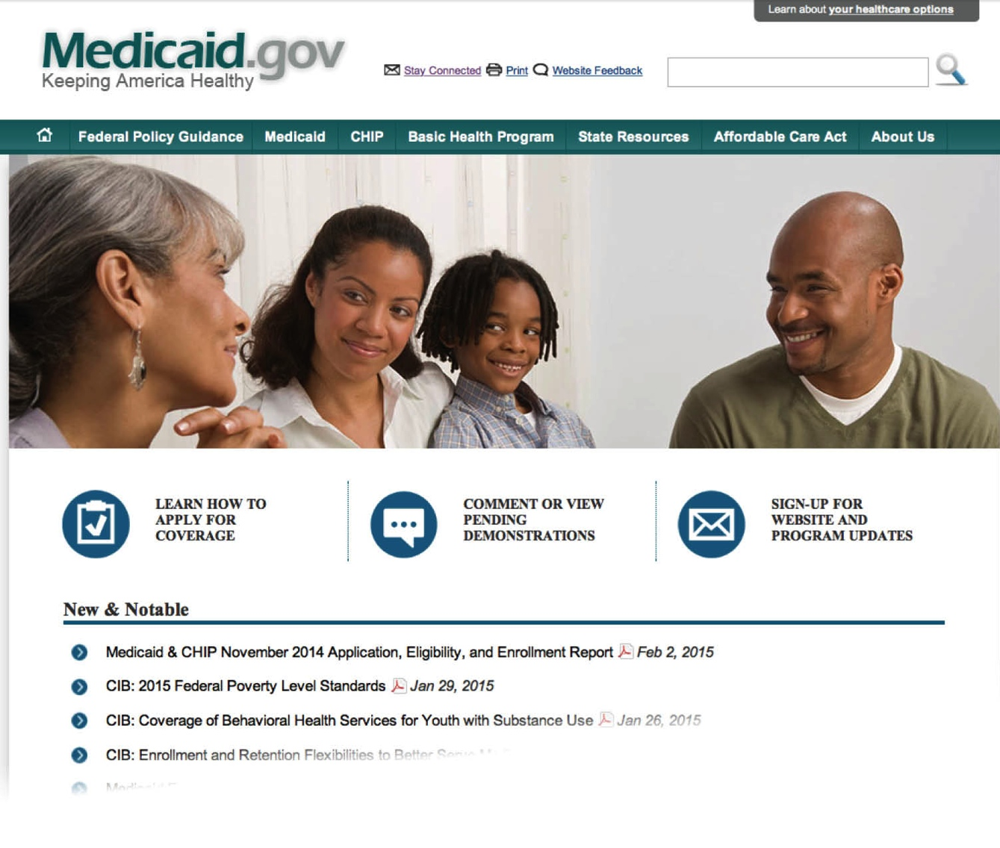 Learn about your healthcare options
Medicaid.gov
Keeping America Healthy
Stay Connected Print Website Feedback
Federal Policy Guidance Medicaid CHIP Basic Health Program State Resources Affordable Care Act About Us
LEARN HOW TO
APPLY FOR
COVERAGE
COMMENT OR VIEW
PENDING
DEMONSTRATIONS
SIGN-UP FOR
WEBSITE AND
PROGRAM UPDATES
New & Notable
Medicaid & CHIP November 2014 Application, Eligibility, and Enrollment Report Feb 2, 2015
CIB: 2015 Federal Poverty Level Standards Jan 29, 2015
CIB: Coverage of Behavioral Health Services for Youth with Substance Use Jan 26, 2015
CIB: Enrollment and Retention Flexibilities to Better Serve
Medicaid